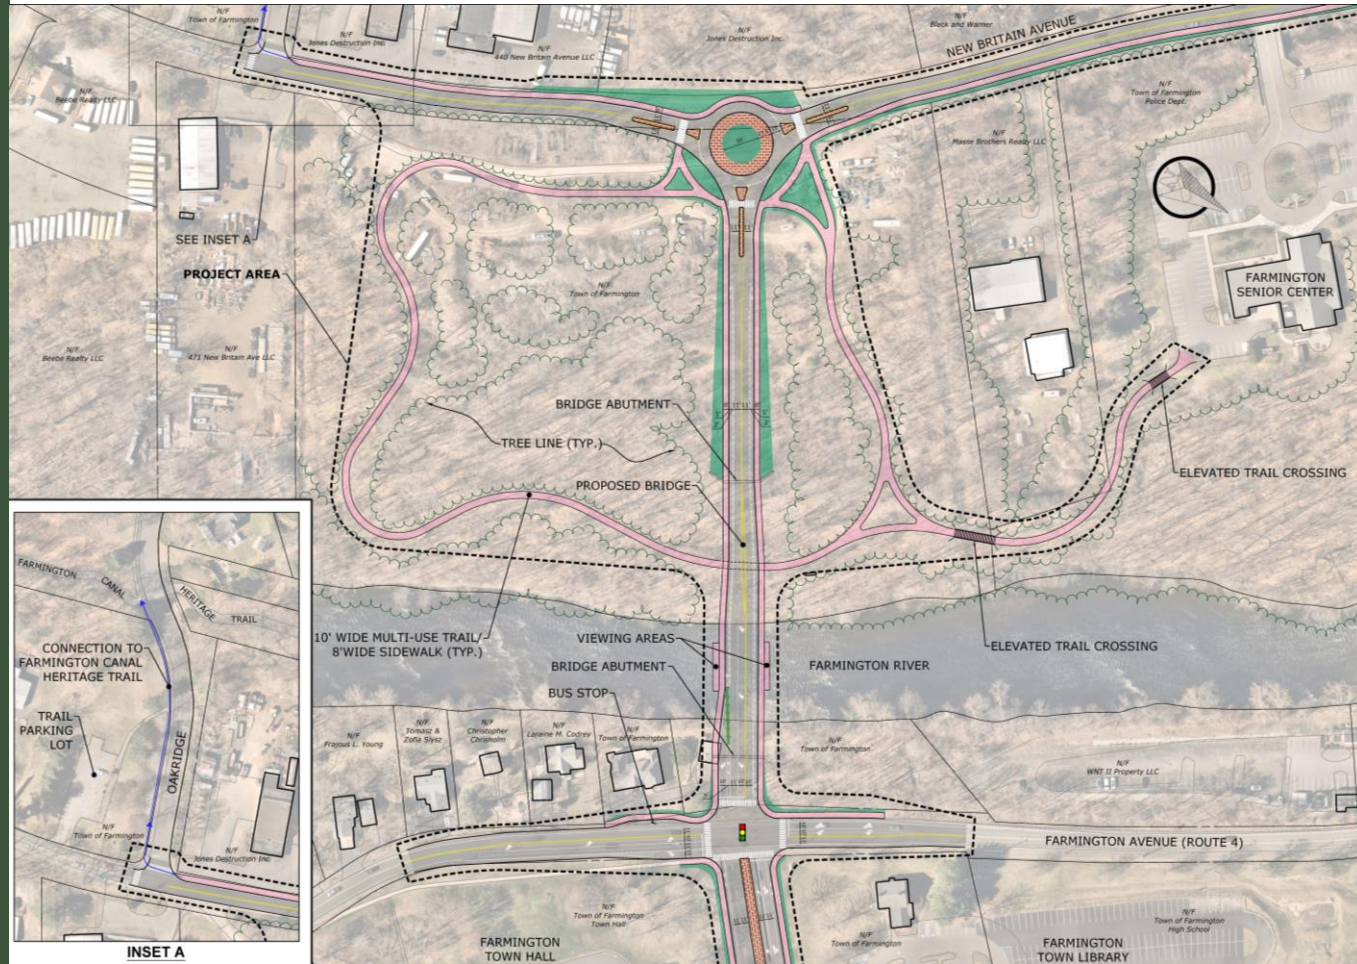 N/F
Town of Farmington
N/F
Jones Destruction Inc.
N/F
440 New Britain Avenue LLC
N/F
Jones Destruction Inc.
N/F
Black and Warner
NEW BRITAIN AVENUE
N/F
Beebe Realty LLC
N/F
Town of Farmington
Police Dept.
N/F
Masse Brothers Realty LLC
SEE INSET A
PROJECT AREA
N/F
Town of Farmington
FARMINGTON
SENIOR CENTER
N/F
Beebe Realty LLC
N/F
471 New Britain Ave LLC
BRIDGE ABUTMENT
TREE LINE (TYP.)
PROPOSED BRIDGE
ELEVATED TRAIL CROSSING
10' WIDE MULTI-USE TRAIL/
8'WIDE SIDEWALK (TYP.)
VIEWING AREAS
BRIDGE ABUTMENT
BUS STOP
FARMINGTON RIVER
ELEVATED TRAIL CROSSING
N/F
Frajous L. Young
N/F
Tomasz &
Zofia Slysz
N/F
Christopher
Chrisholm
N/F
Laraine M. Codrey
N/F
Town of Farmington
N/F
Town of Farmington
N/F
WNT II Property LLC
FARMINGTON AVENUE (ROUTE 4)
N/F
Town of Farmington
Town Hall
FARMINGTON
TOWN HALL
N/F
Town of Farmington
N/F
Town of Farmington
High School
FARMINGTON
TOWN LIBRARY
FARMINGTON
CANAL
HERITAGE
TRAIL
CONNECTION TO
FARMINGTON CANAL
HERITAGE TRAIL
TRAIL
PARKING
LOT
OAKRIDGE
N/F
Town of Farmington
N/F
Jones Destruction Inc.
INSET A